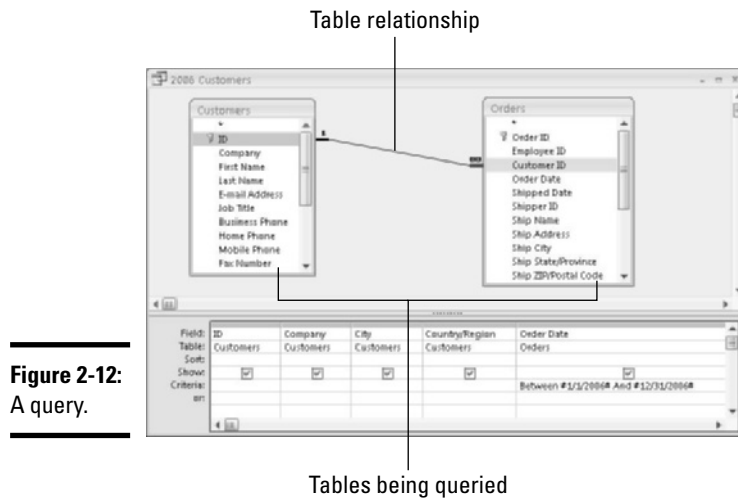 Table relationship
2006 Customers
Customers
*
ID
Company
First Name
Last Name
E-mail Address
Job Title
Business Phone
Home Phone
Mobile Phone
Fax Number
1
∞
Orders
*
Order ID
Employee ID
Customer ID
Order Date
Shipped Date
Shipper ID
Ship Name
Ship Address
Ship City
Ship State/Province
Ship ZIP/Postal Code
Field: ID Company City Country/Region Order Date
Table: Customers Customers Customers Customers Orders
Sort:
Show:
Criteria: Between #1/1/2006# And #12/31/2006#
or:
Figure 2-12:
A query.
Tables being queried